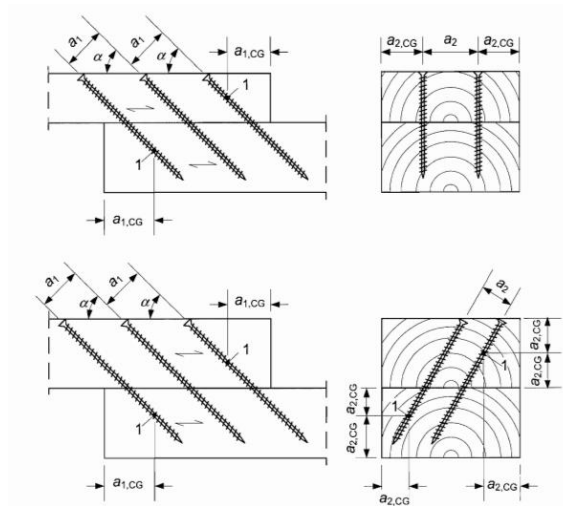 a₁ a₁ a₁,CG
α α
1
1
a₁,CG
a₂,CG a₂ a₂,CG
a₁ a₁ a₁,CG
α α
1
1
a₁,CG
a₂
a₂,CG
1
a₂,CG
a₂,CG
1
a₂,CG
a₂,CG
a₂,CG